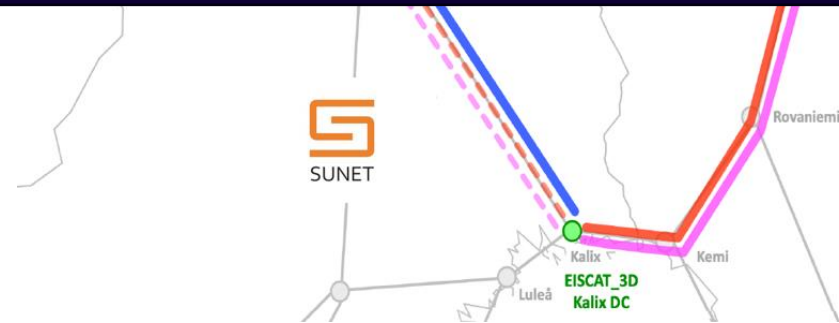 SUNET
Rovaniemi
Kalix
Kemi
EISCAT_3D
Kalix DC
Luleå